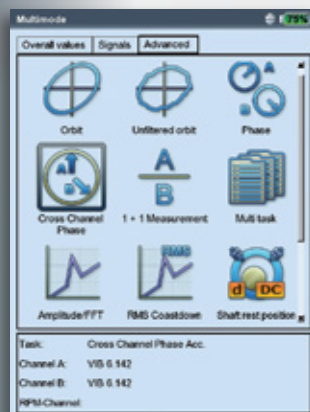 Multimode
75%
Overall values Signals Advanced
A
B
Orbit Unfiltered orbit Phase
A
B
A
B
Cross Channel Phase
1 + 1 Measurement Multi task
RMS
d DC
Amplitude/FFT RMS Coastdown Shaft rest position
Task: Cross Channel Phase Acc.
Channel A: VIB 6.142
Channel B: VIB 6.142
RPM-Channel: